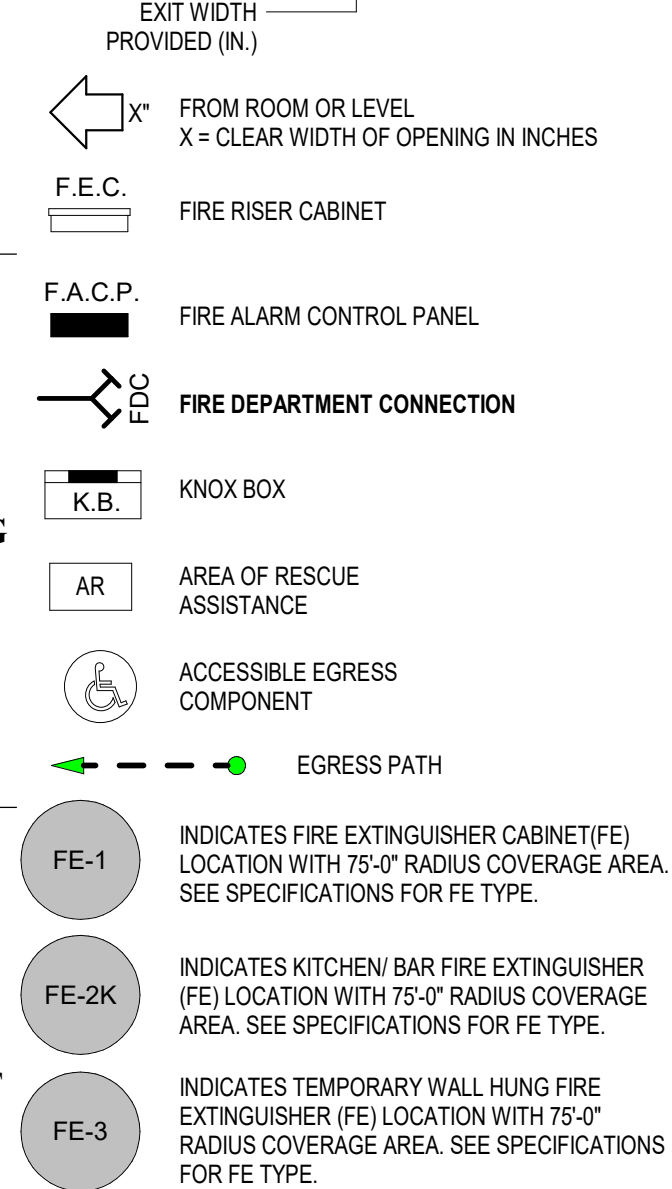 EXIT WIDTH
PROVIDED (IN.)
X"
FROM ROOM OR LEVEL
X = CLEAR WIDTH OF OPENING IN INCHES
F.E.C.
FIRE RISER CABINET
F.A.C.P.
FIRE ALARM CONTROL PANEL
FDC
FIRE DEPARTMENT CONNECTION
K.B.
KNOX BOX
AR
AREA OF RESCUE
ASSISTANCE
ACCESSIBLE EGRESS
COMPONENT
EGRESS PATH
FE-1
INDICATES FIRE EXTINGUISHER CABINET(FE)
LOCATION WITH 75'-0" RADIUS COVERAGE AREA.
SEE SPECIFICATIONS FOR FE TYPE.
FE-2K
INDICATES KITCHEN/ BAR FIRE EXTINGUISHER
(FE) LOCATION WITH 75'-0" RADIUS COVERAGE
AREA. SEE SPECIFICATIONS FOR FE TYPE.
FE-3
INDICATES TEMPORARY WALL HUNG FIRE
EXTINGUISHER (FE) LOCATION WITH 75'-0"
RADIUS COVERAGE AREA. SEE SPECIFICATIONS
FOR FE TYPE.